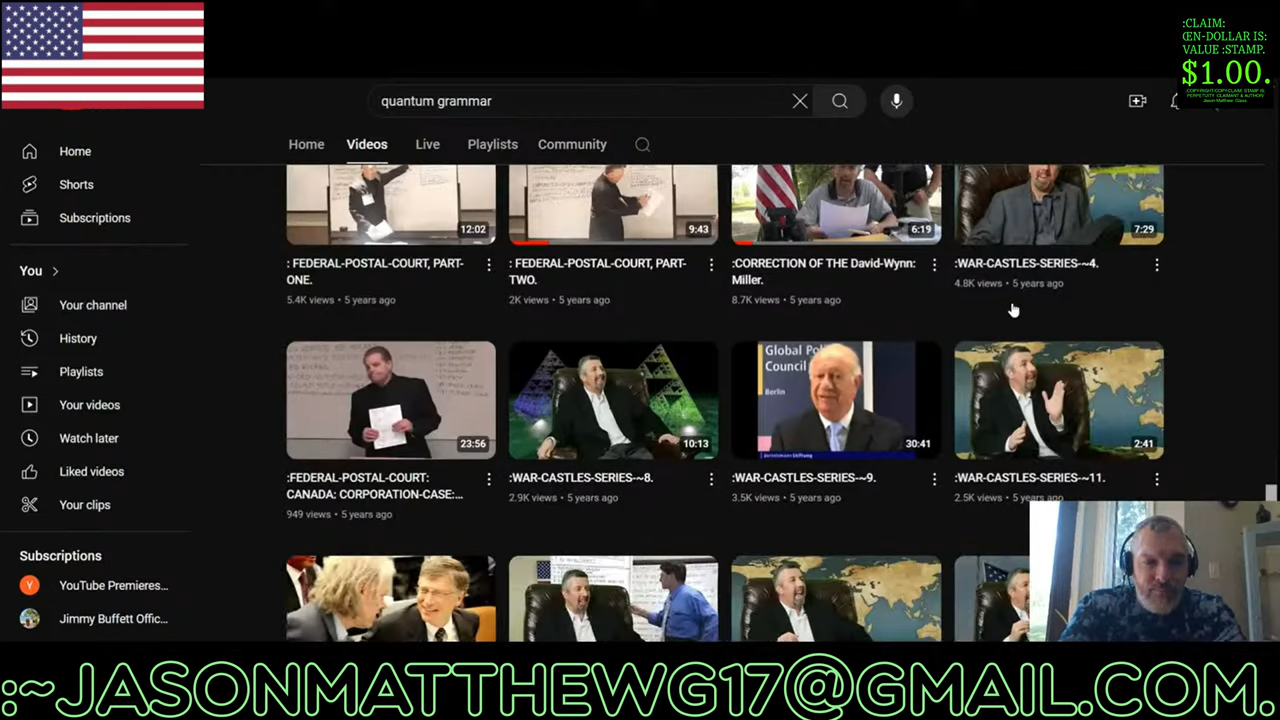 :CLAIM:
EN-DOLLAR IS:
VALUE :STAMP.
$1.00.
quantum grammar
Home
Videos
Live
Playlists
Community
Home
Shorts
Subscriptions
You
Your channel
History
Playlists
Your videos
Watch later
Liked videos
Your clips
Subscriptions
YouTube Premieres...
Jimmy Buffett Offic...
12:02
9:43
6:19
7:29
: FEDERAL-POSTAL-COURT, PART-
ONE.
5.4K views • 5 years ago
: FEDERAL-POSTAL-COURT, PART-
TWO.
2K views • 5 years ago
:CORRECTION OF THE David-Wynn:
Miller.
8.7K views • 5 years ago
:WAR-CASTLES-SERIES-~4.
4.8K views • 5 years ago
Global Pol
Council
Berlin
23:56
10:13
30:41
2:41
:FEDERAL-POSTAL-COURT:
CANADA: CORPORATION-CASE:...
949 views • 5 years ago
:WAR-CASTLES-SERIES-~8.
2.9K views • 5 years ago
:WAR-CASTLES-SERIES-~9.
3.5K views • 5 years ago
:WAR-CASTLES-SERIES-~11.
2.5K views • 5 years ago
:~JASONMATTHEWG17@GMAIL.COM.